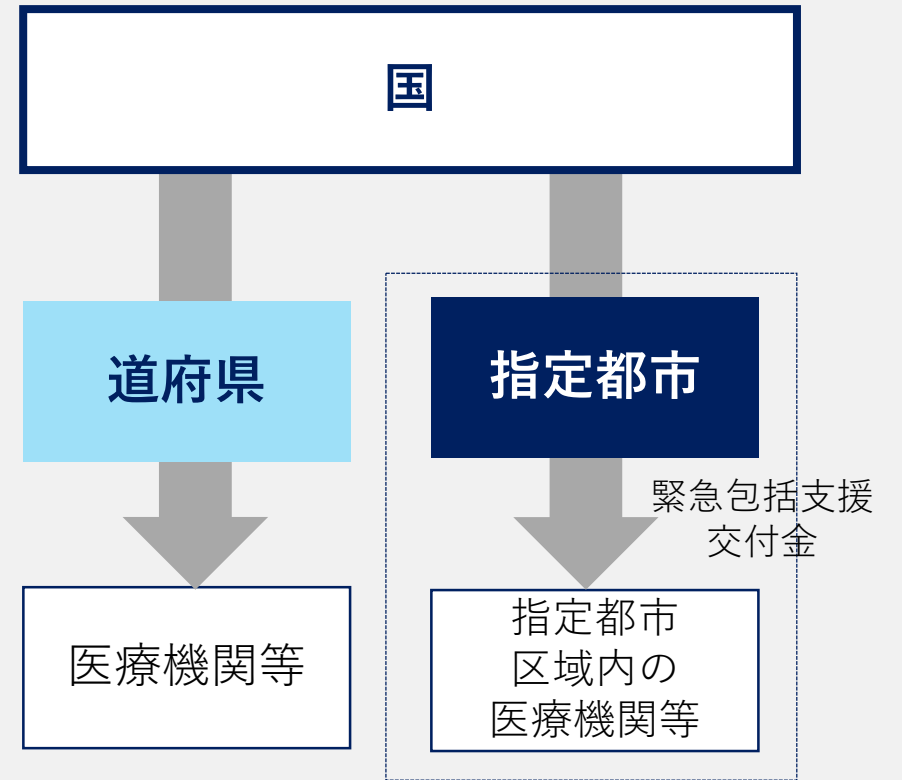 国
道府県
指定都市
緊急包括支援
交付金
医療機関等
指定都市
区域内の
医療機関等